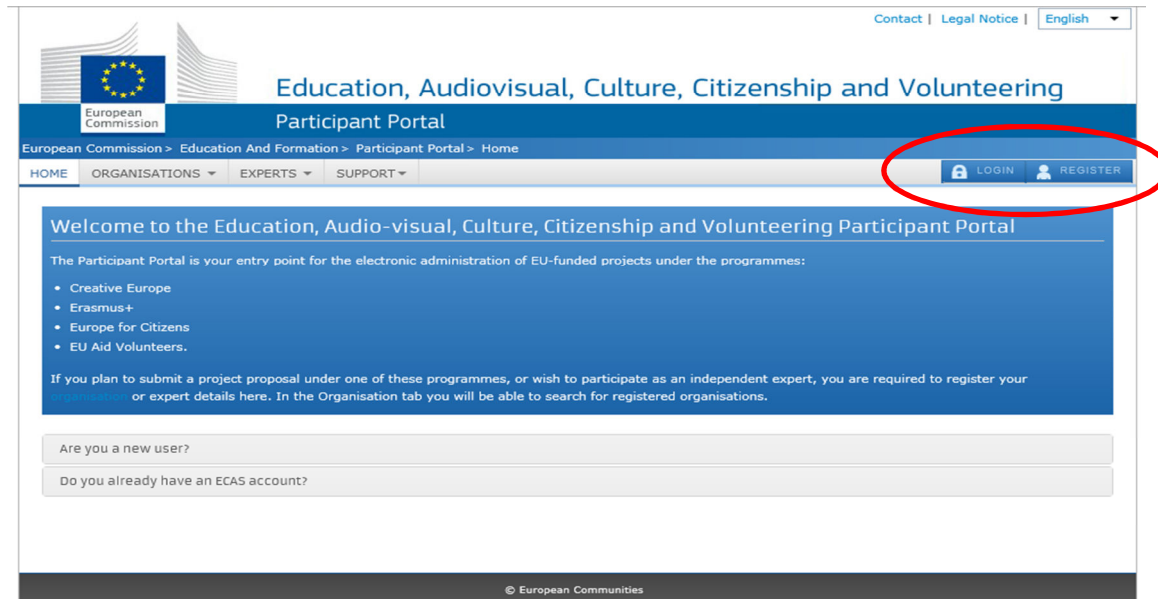 Contact | Legal Notice | English
Education, Audiovisual, Culture, Citizenship and Volunteering
European
Commission
Participant Portal
European Commission > Education And Formation > Participant Portal > Home
HOME ORGANISATIONS EXPERTS SUPPORT LOGIN REGISTER
Welcome to the Education, Audio-visual, Culture, Citizenship and Volunteering Participant Portal
The Participant Portal is your entry point for the electronic administration of EU-funded projects under the programmes:
• Creative Europe
• Erasmus+
• Europe for Citizens
• EU Aid Volunteers.
If you plan to submit a project proposal under one of these programmes, or wish to participate as an independent expert, you are required to register your
organisation or expert details here. In the Organisation tab you will be able to search for registered organisations.
Are you a new user?
Do you already have an ECAS account?
© European Communities